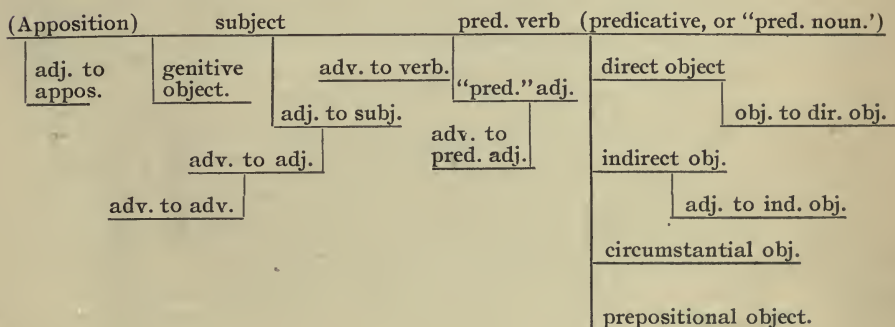 (Apposition) subject pred. verb (predicative, or “pred. noun.’)
adj. to
appos.
genitive
object.
adv. to verb.
“pred.” adj.
direct object
adj. to subj.
obj. to dir. obj.
adv. to
pred. adj.
adv. to adj.
indirect obj.
adv. to adv.
adj. to ind. obj.
circumstantial obj.
prepositional object.